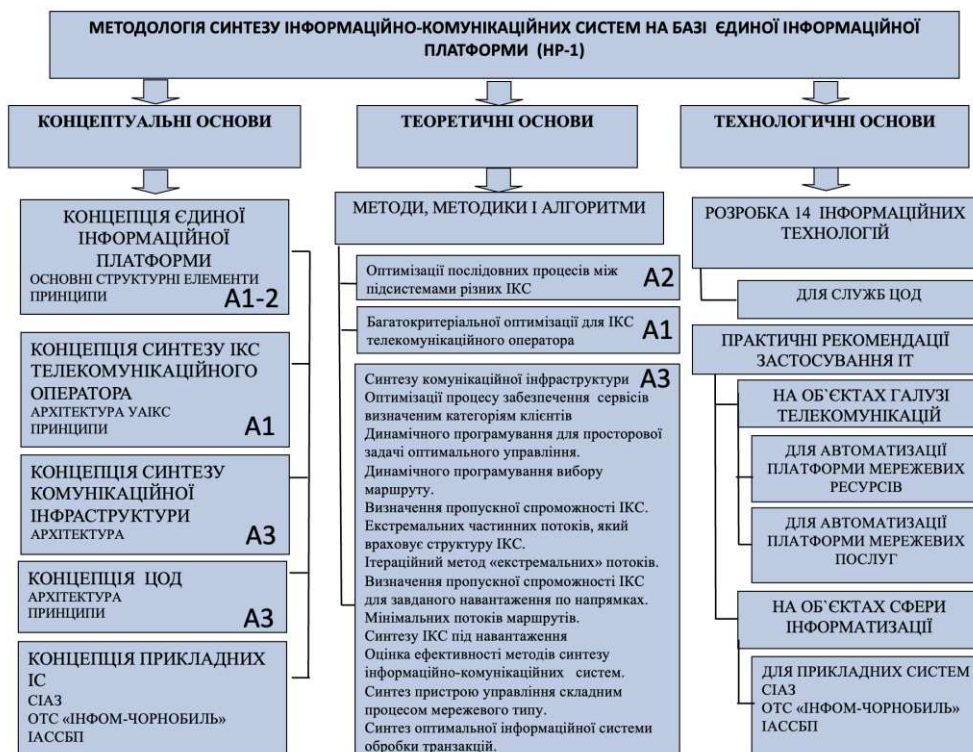 МЕТОДОЛОГІЯ СИНТЕЗУ ІНФОРМАЦІЙНО-КОМУНІКАЦІЙНИХ СИСТЕМ НА БАЗІ ЄДИНОЇ ІНФОРМАЦІЙНОЇ
ПЛАТФОРМИ (НР-1)
КОНЦЕПТУАЛЬНІ ОСНОВИ
КОНЦЕПЦІЯ ЄДИНОЇ
ІНФОРМАЦІЙНОЇ
ПЛАТФОРМИ
ОСНОВНІ СТРУКТУРНІ ЕЛЕМЕНТИ
ПРИНЦИПИ
А1-2
КОНЦЕПЦІЯ СИНТЕЗУ ІКС
ТЕЛЕКОМУНІКАЦІЙНОГО
ОПЕРАТОРА
АРХІТЕКТУРА УАІКС
ПРИНЦИПИ
А1
КОНЦЕПЦІЯ СИНТЕЗУ
КОМУНІКАЦІЙНОЇ
ІНФРАСТРУКТУРИ
АРХІТЕКТУРА
А3
КОНЦЕПЦІЯ ЦОД
АРХІТЕКТУРА
ПРИНЦИПИ
А3
КОНЦЕПЦІЯ ПРИКЛАДНИХ
ІС
СІАЗ
ОТС «ІНФОМ-ЧОРНОБИЛЬ»
ІАССБП
ТЕОРЕТИЧНІ ОСНОВИ
МЕТОДИ, МЕТОДИКИ І АЛГОРИТМИ
Оптимізації послідовних процесів між
підсистемами різних ІКС
А2
Багатокритеріальної оптимізації для ІКС
телекомунікаційного оператора
А1
Синтезу комунікаційної інфраструктури
А3
Оптимізації процесу забезпечення сервісів
визначеним категоріям клієнтів
Динамічного програмування для просторової
задачі оптимального управління.
Динамічного програмування вибору
маршруту.
Визначення пропускної спроможності ІКС.
Екстремальних частинних потоків, який
враховує структуру ІКС.
Ітераційний метод «екстремальних» потоків.
Визначення пропускної спроможності ІКС
для завданого навантаження по напрямках.
Мінімальних потоків маршрутів.
Синтезу ІКС під навантаження
Оцінка ефективності методів синтезу
інформаційно-комунікаційних систем.
Синтез пристрою управління складним
процесом мережевого типу.
Синтез оптимальної інформаційної системи
обробки транзакцій.
ТЕХНОЛОГИЧНІ ОСНОВИ
РОЗРОБКА 14 ІНФОРМАЦІЙНИХ
ТЕХНОЛОГІЙ
ДЛЯ СЛУЖБ ЦОД
ПРАКТИЧНІ РЕКОМЕНДАЦІЇ
ЗАСТОСУВАННЯ ІТ
НА ОБ`ЄКТАХ ГАЛУЗІ
ТЕЛЕКОМУНІКАЦІЙ
ДЛЯ АВТОМАТИЗАЦІЇ
ПЛАТФОРМИ МЕРЕЖЕВИХ
РЕСУРСІВ
ДЛЯ АВТОМАТИЗАЦІЇ
ПЛАТФОРМИ МЕРЕЖЕВИХ
ПОСЛУГ
НА ОБ`ЄКТАХ СФЕРИ
ІНФОРМАТИЗАЦІЇ
ДЛЯ ПРИКЛАДНИХ СИСТЕМ
СІАЗ
ОТС «ІНФОМ-ЧОРНОБИЛЬ»
ІАССБП